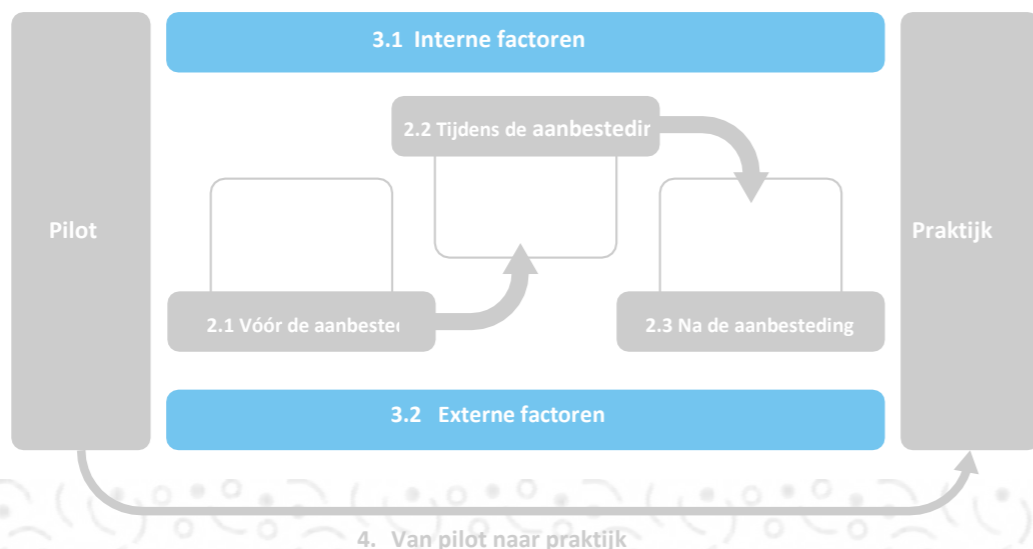 3.1 Interne factoren
2.2 Tijdens de aanbestedir
Pilot
Praktijk
2.1 Vóór de aanbested
2.3 Na de aanbesteding
3.2 Externe factoren
4. Van pilot naar praktijk